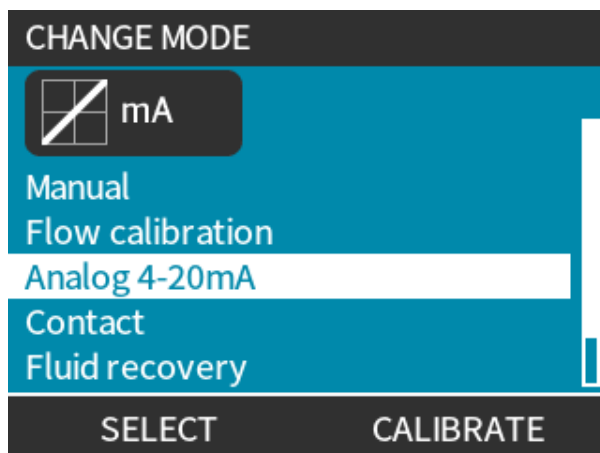 CHANGE MODE
mA
Manual
Flow calibration
Analog 4-20mA
Contact
Fluid recovery
SELECT CALIBRATE